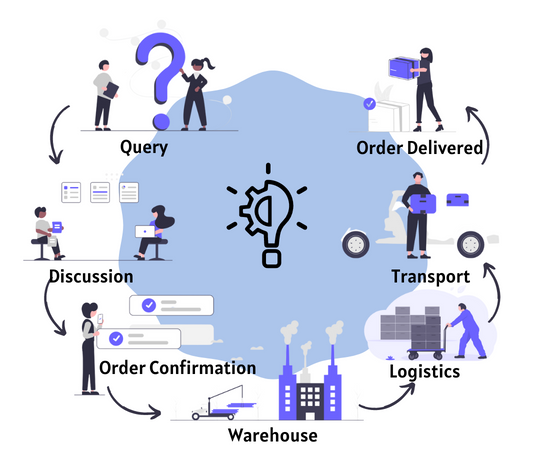 Query
Discussion
Order Confirmation
Warehouse
Logistics
Transport
Order Delivered